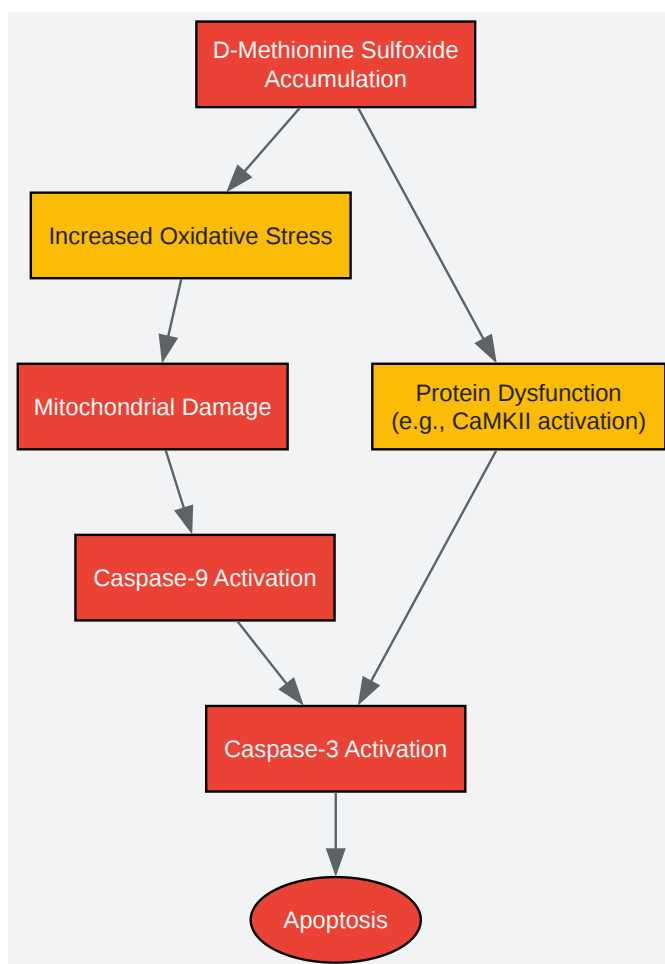 D-Methionine Sulfoxide
Accumulation
Increased Oxidative Stress
Mitochondrial Damage
Protein Dysfunction
(e.g., CaMKII activation)
Caspase-9 Activation
Caspase-3 Activation
Apoptosis